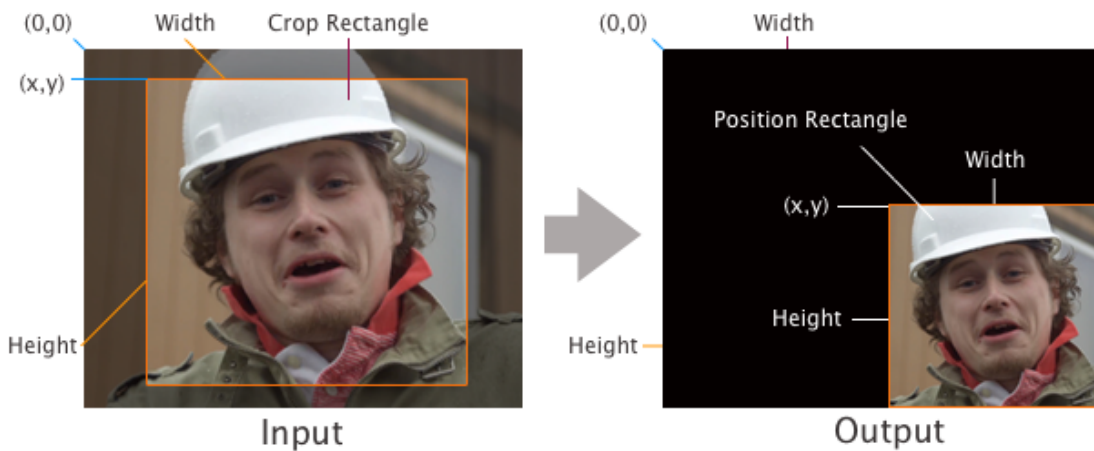 (0,0) Width Crop Rectangle
(x,y)
Height
Input
(0,0) Width
Position Rectangle
Width
(x,y)
Height
Height
Output